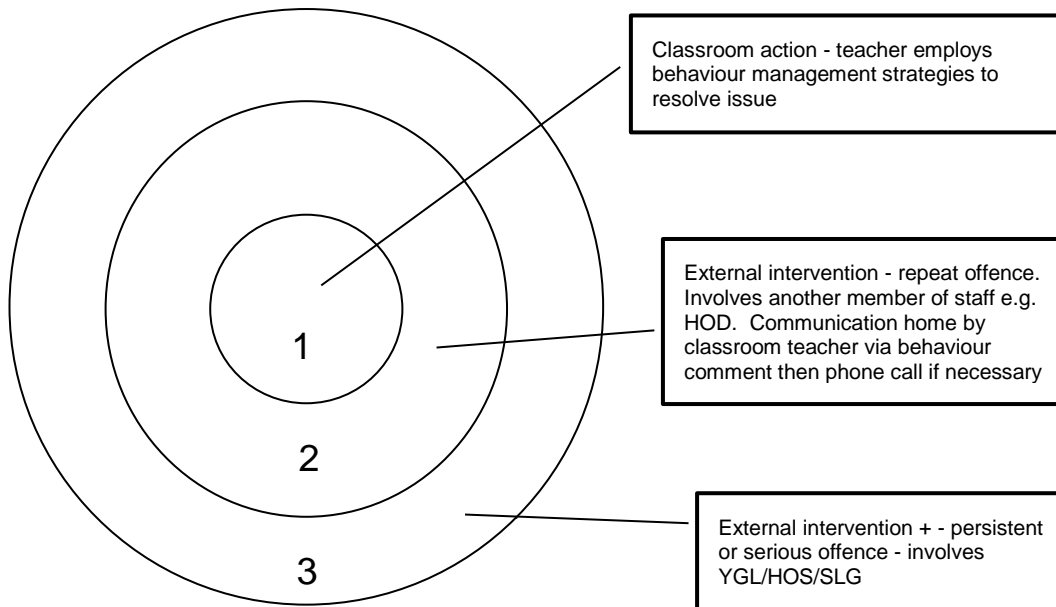 Classroom action - teacher employs
behaviour management strategies to
resolve issue
External intervention - repeat offence.
Involves another member of staff e.g.
HOD.  Communication home by
classroom teacher via behaviour
comment then phone call if necessary
1
2
External intervention + - persistent
or serious offence - involves
YGL/HOS/SLG
3